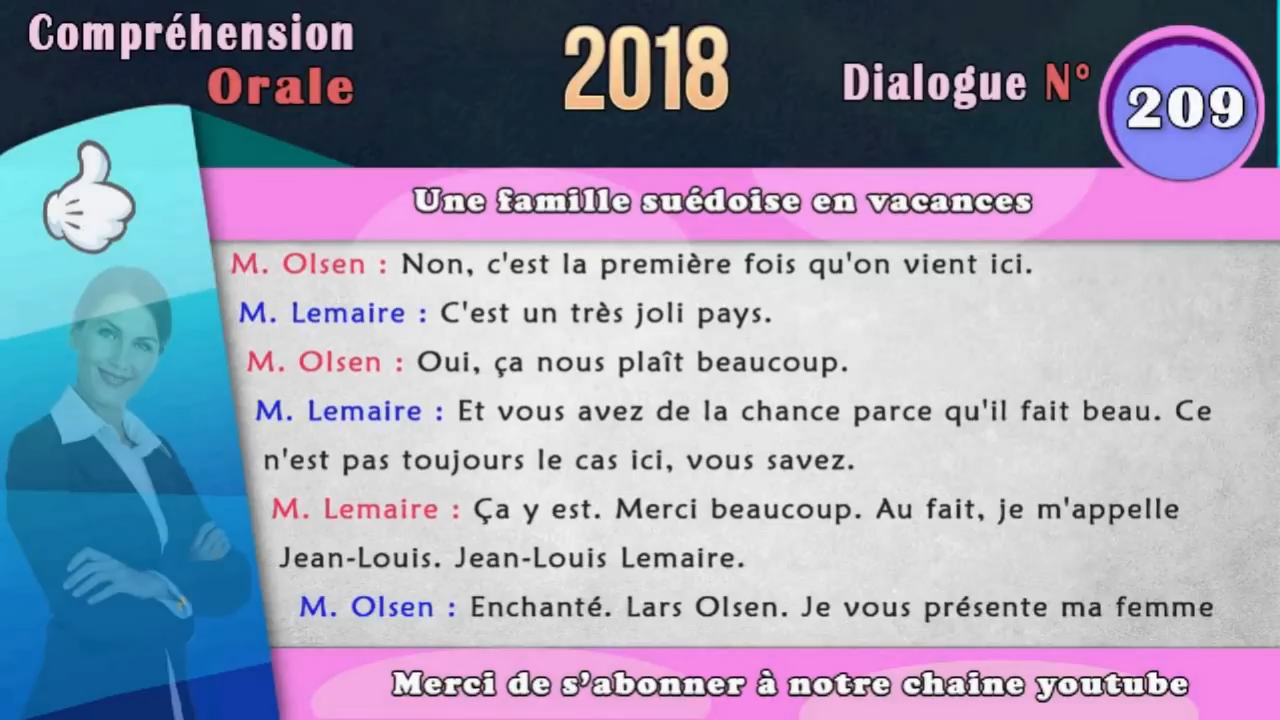 Compréhension
Orale
2018
Dialogue N°
209
Une famille suédoise en vacances
M. Olsen : Non, c'est la première fois qu'on vient ici.
M. Lemaire : C'est un très joli pays.
M. Olsen : Oui, ça nous plaît beaucoup.
M. Lemaire : Et vous avez de la chance parce qu'il fait beau. Ce
n'est pas toujours le cas ici, vous savez.
M. Lemaire : Ça y est. Merci beaucoup. Au fait, je m'appelle
Jean-Louis. Jean-Louis Lemaire.
M. Olsen : Enchanté. Lars Olsen. Je vous présente ma femme
Merci de s'abonner à notre chaine youtube